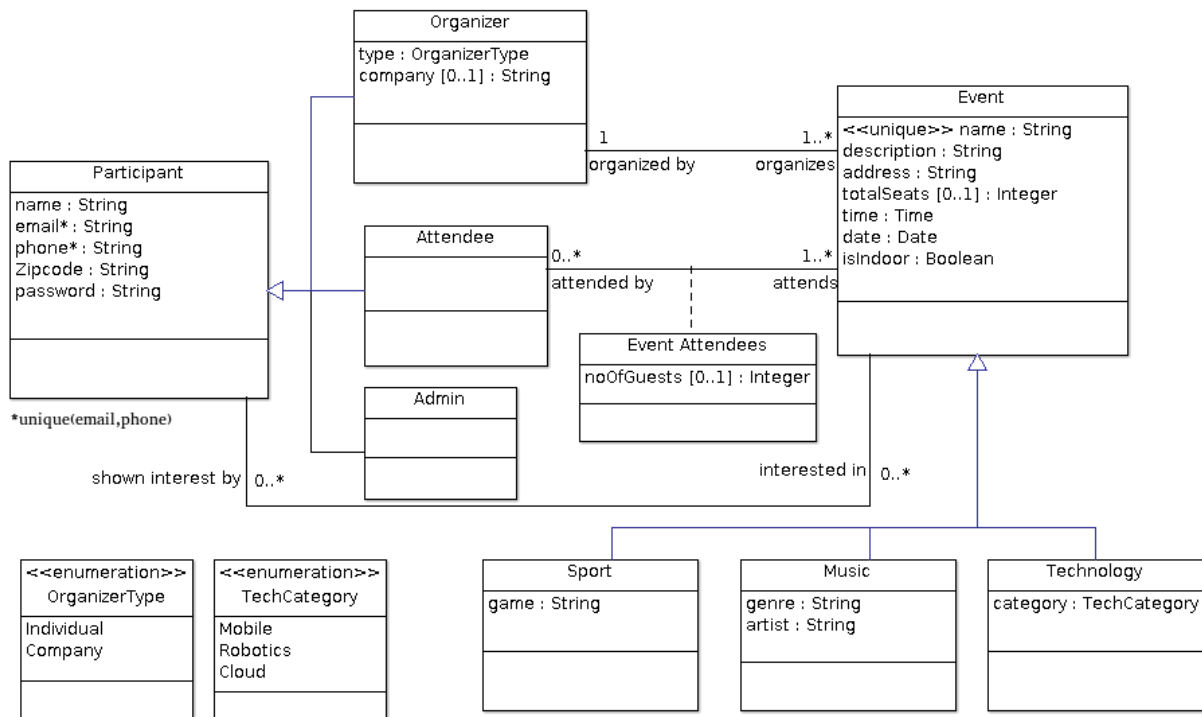 Organizer
type : OrganizerType
company [0..1] : String
Event
<<unique>> name : String
description : String
address : String
totalSeats [0..1] : Integer
time : Time
date : Date
isIndoor : Boolean
1
1..*
organized by
organizes
Participant
name : String
email* : String
phone* : String
Zipcode : String
password : String
*unique(email,phone)
Attendee
0..*
1..*
attended by
attends
Event Attendees
noOfGuests [0..1] : Integer
Admin
shown interest by
0..*
interested in
0..*
<<enumeration>>
OrganizerType
Individual
Company
<<enumeration>>
TechCategory
Mobile
Robotics
Cloud
Sport
game : String
Music
genre : String
artist : String
Technology
category : TechCategory